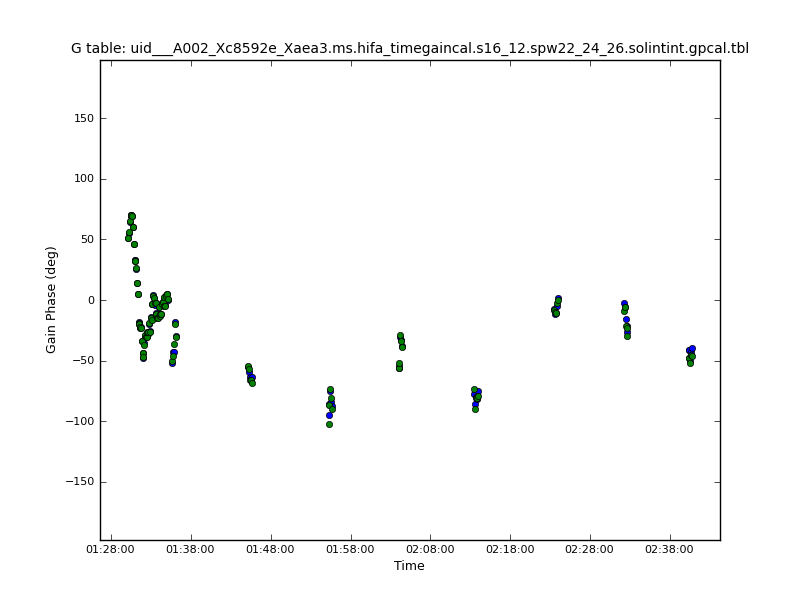 G table: uid___A002_Xc8592e_Xaea3.ms.hifa_timegaincal.s16_12.spw22_24_26.solintint.gpcal.tbl
Gain Phase (deg)
150
100
50
0
−50
−100
−150
01:28:00 01:38:00 01:48:00 01:58:00 02:08:00 02:18:00 02:28:00 02:38:00
Time